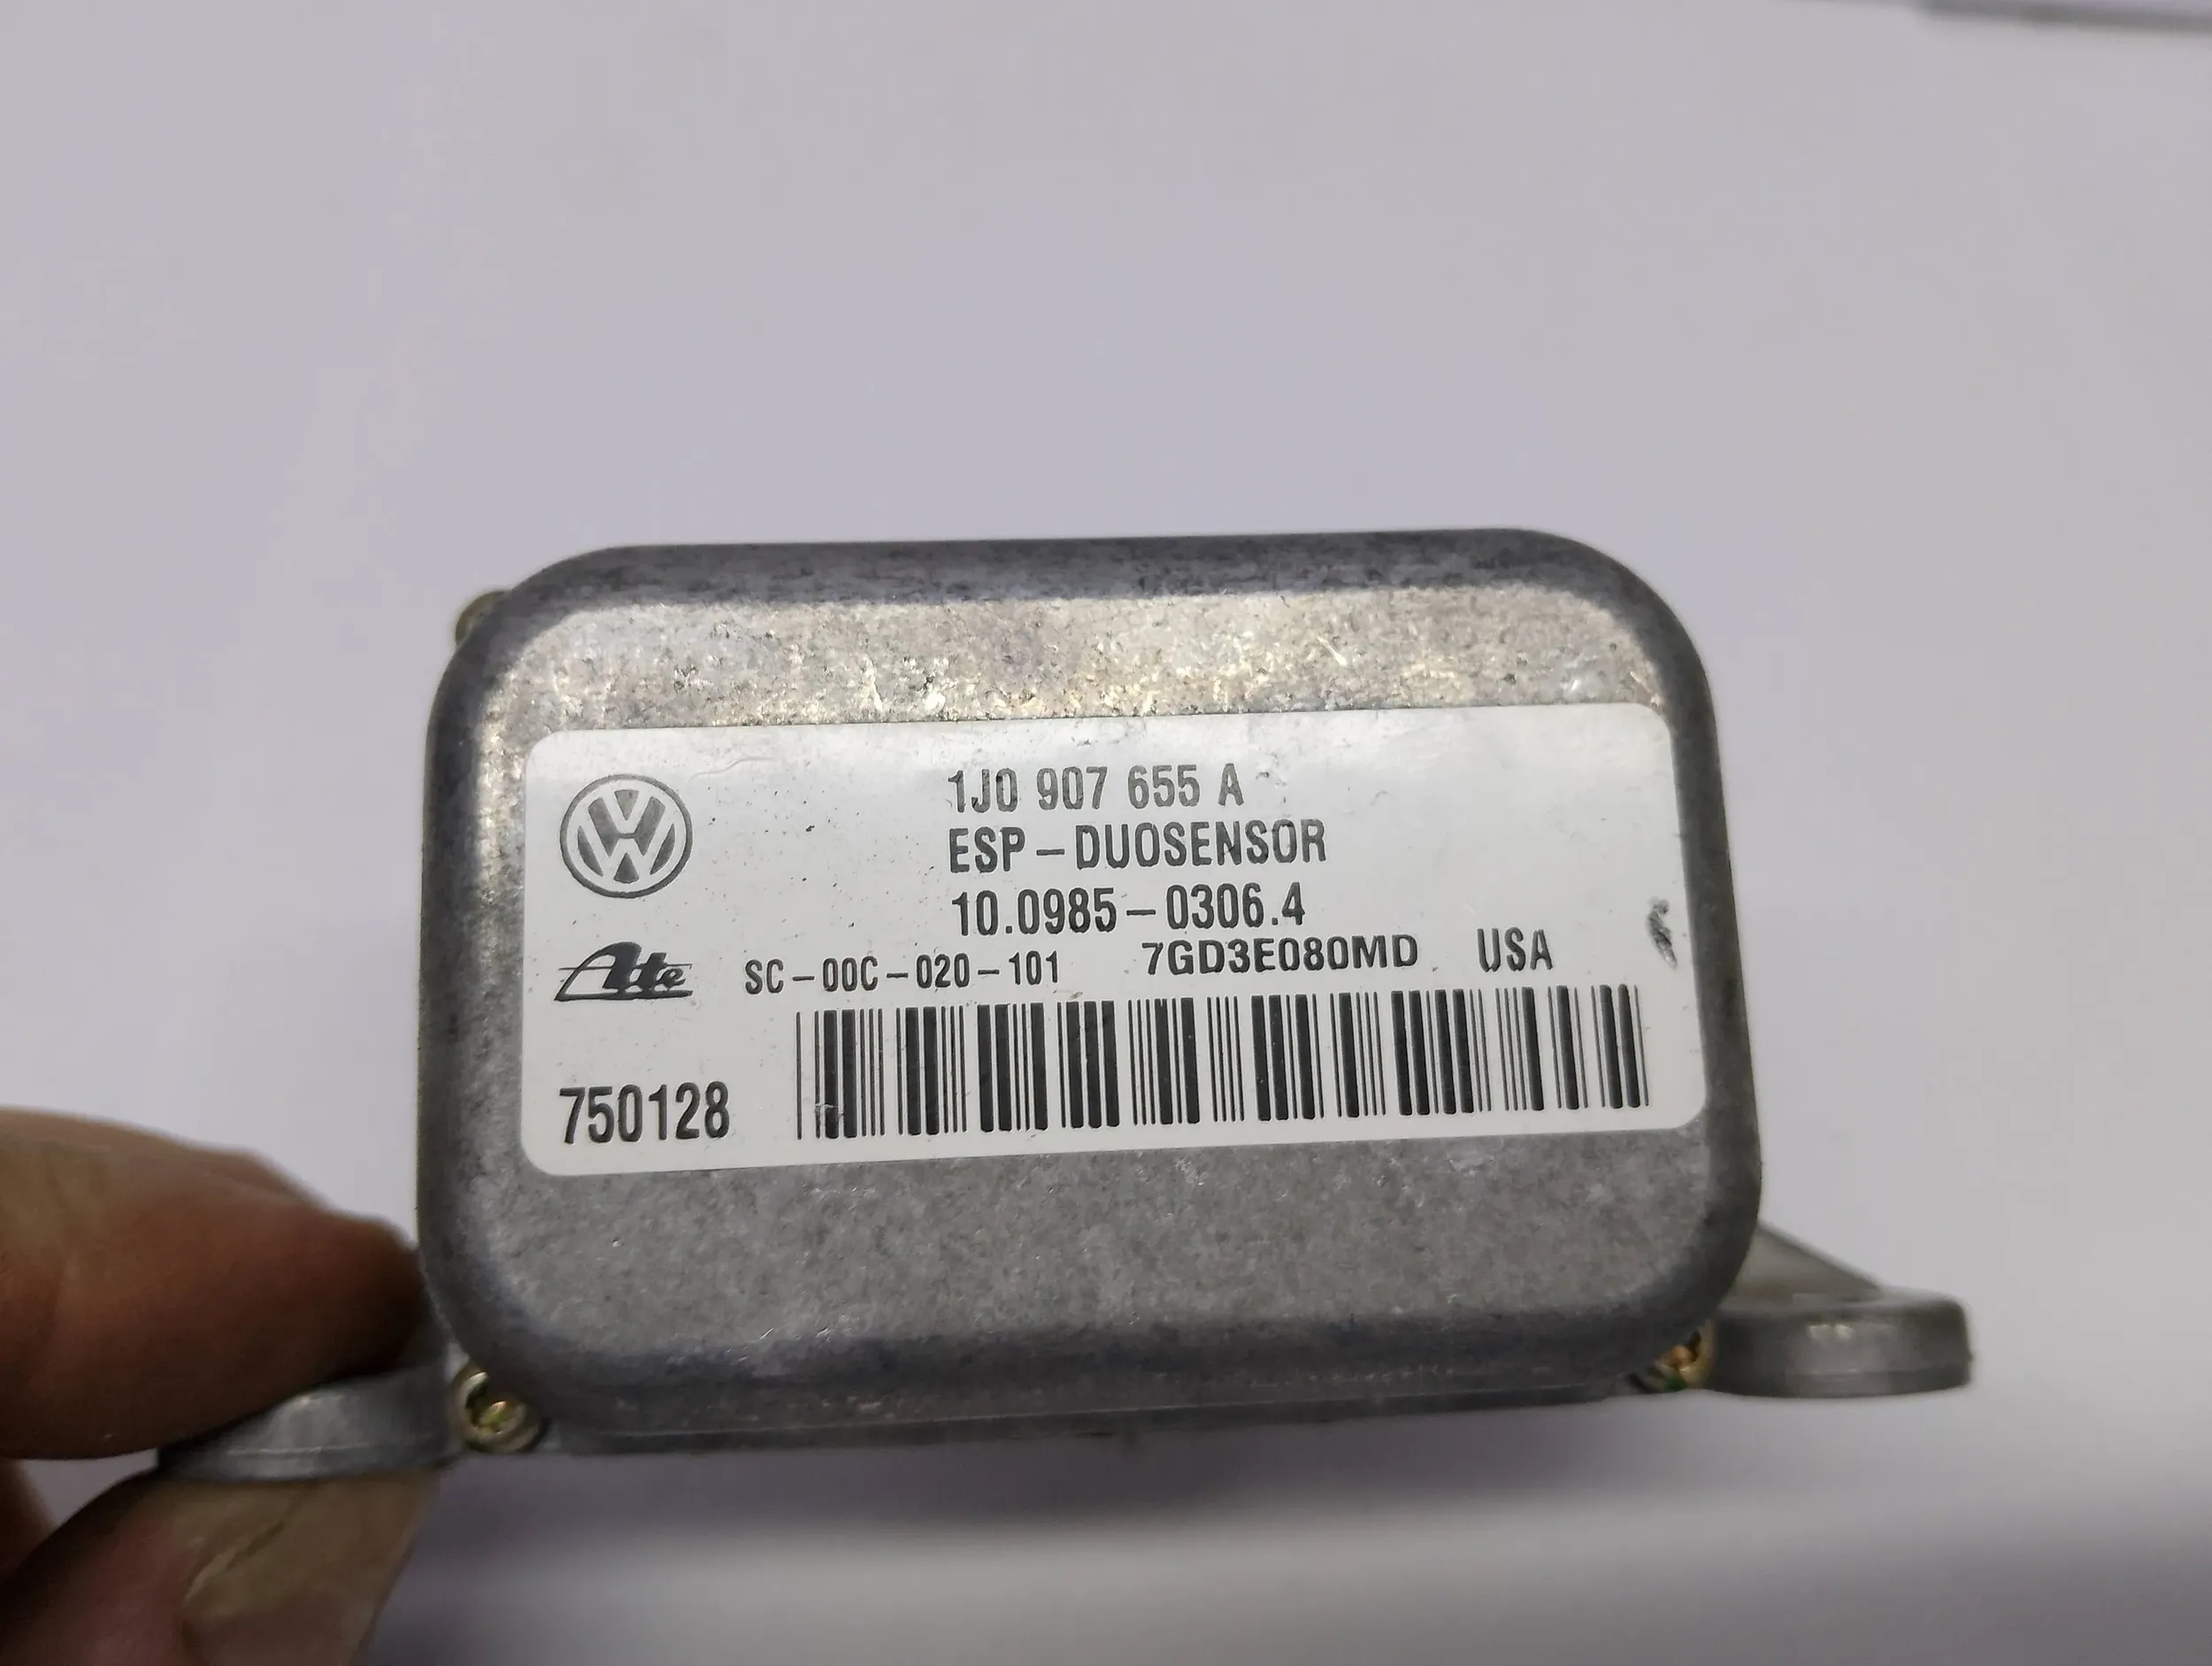 1J0 907 655 A
ESP-DUOSENSOR
10.0985-0306.4
Ate SC-00C-020-101 7GD3E080MD USA
750128